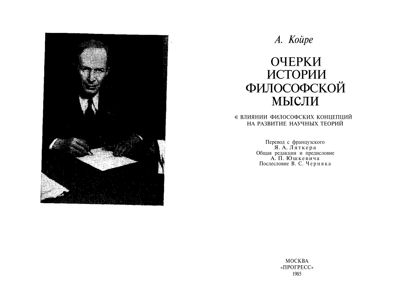 А. Койре
ОЧЕРКИ
ИСТОРИИ
ФИЛОСОФСКОЙ
МЫСЛИ
О ВЛИЯНИИ ФИЛОСОФСКИХ КОНЦЕПЦИЙ
НА РАЗВИТИЕ НАУЧНЫХ ТЕОРИЙ
Перевод с французского
Я. А. Ляткера
Общая редакция и предисловие
А. П. Юшкевича
Послесловие В. С. Черняка
МОСКВА
«ПРОГРЕСС»
1985